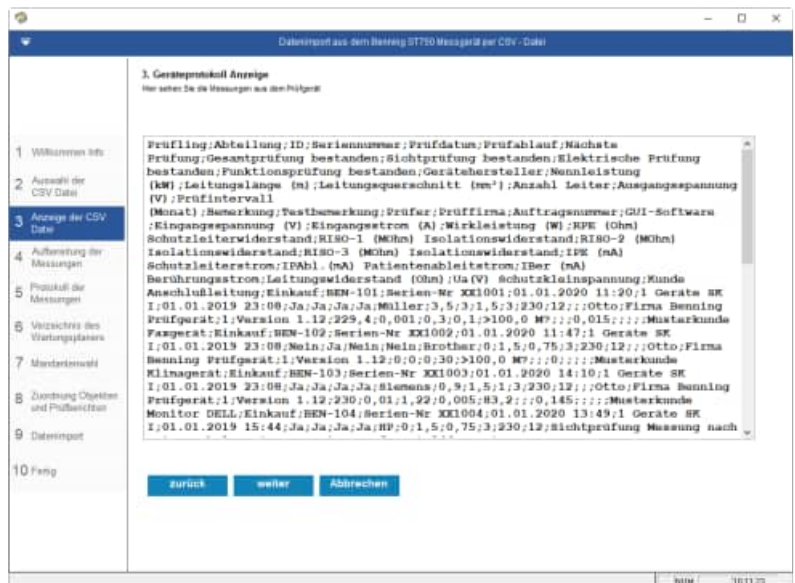 Datenimport aus dem Benning ST750 Messgerät per CSV - Datei
3. Geräteprotokoll Anzeige
Hier sehen Sie die Messungen aus dem Prüfgerät
1 Willkommen Info
2 Auswahl der
CSV Datei
3 Anzeige der CSV
Datei
4 Aufbereitung der
Messungen
5 Protokoll der
Messungen
6 Verzeichnis des
Wartungsplaners
7 Mandantenwahl
8 Zuordnung Objekten
und Prüfberichten
9 Datenimport
10 Fertig
Prüfling;Abteilung;ID;Seriennummer;Prüfdatum;Prüfablauf;Nächste
Prüfung;Gesamtprüfung bestanden;Sichtprüfung bestanden;Elektrische Prüfung
bestanden;Funktionsprüfung bestanden;Gerätehersteller;Nennleistung
(kW);Leitungslänge (m);Leitungsquerschnitt (mm²);Anzahl Leiter;Ausgangsspannung
(V);Prüfintervall
(Monat);Bemerkung;Testbemerkung;Prüfer;Prüffirma;Auftragsnummer;GUI-Software
;Eingangsspannung (V);Eingangsstrom (A);Wirkleistung (W);RPE (Ohm)
Schutzleiterwiderstand;RISO-1 (MOhm) Isolationswiderstand;RISO-2 (MOhm)
Isolationswiderstand;RISO-3 (MOhm) Isolationswiderstand;IPE (mA)
Schutzleiterstrom;IPAbl.(mA) Patientenableitstrom;IBer (mA)
Berührungsstrom;Leitungswiderstand (Ohm);Ua(V) Schutzkleinspannung;Kunde
Anschlußleitung;Einkauf;BEN-101;Serien-Nr XX1001;01.01.2020 11:20;1 Geräte SK
I;01.01.2019 23:08;Ja;Ja;Ja;Ja;Müller;3,5;3;1,5;3;230;12;;;Otto;Firma Benning
Prüfgerät;1;Version 1.12;229,4;0,001;0,3;0,1;>100,0 M?;;;0,015;;;;;Musterkunde
Faxgerät;Einkauf;BEN-102;Serien-Nr XX1002;01.01.2020 11:47;1 Geräte SK
I;01.01.2019 23:08;Nein;Ja;Nein;Nein;Brother;0;1,5;0,75;3;230;12;;;Otto;Firma
Benning Prüfgerät;1;Version 1.12;0;0;0;30;>100,0 M?;;;0;;;;;Musterkunde
Klimagerät;Einkauf;BEN-103;Serien-Nr XX1003;01.01.2020 14:10;1 Geräte SK
I;01.01.2019 23:08;Ja;Ja;Ja;Ja;Siemens;0,9;1,5;1;3;230;12;;;Otto;Firma Benning
Prüfgerät;1;Version 1.12;230;0,01;1,22;0,005;83,2;;;0,145;;;;;Musterkunde
Monitor DELL;Einkauf;BEN-104;Serien-Nr XX1004;01.01.2020 13:49;1 Geräte SK
I;01.01.2019 15:44;Ja;Ja;Ja;Ja;HP;0;1,5;0,75;3;230;12;Sichtprüfung Messung nach
zurück
weiter
Abbrechen
NUM